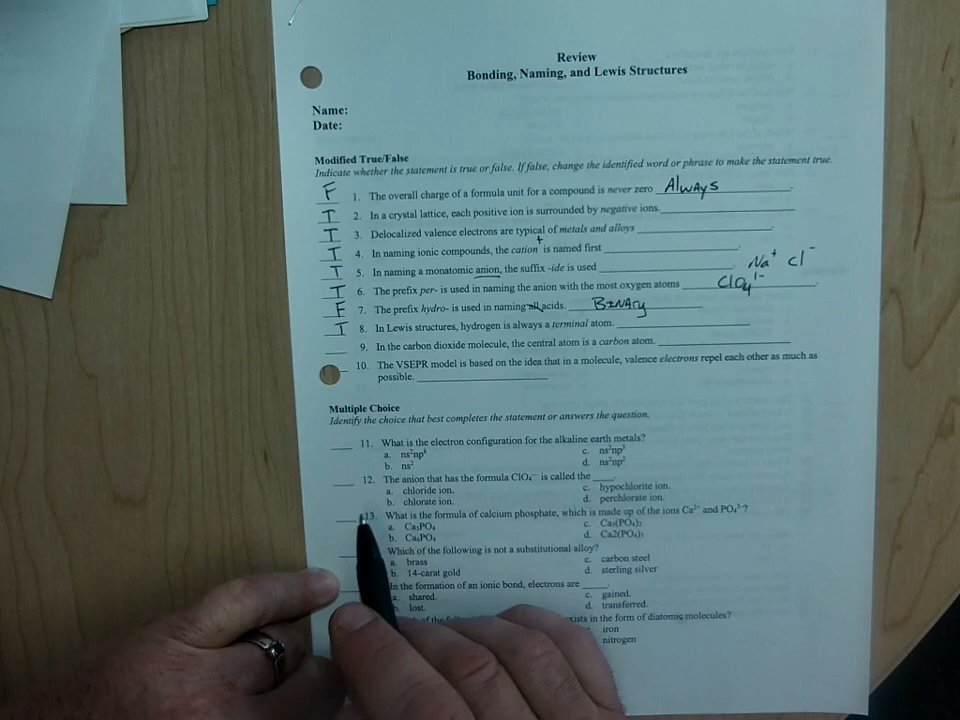 Review
Bonding, Naming, and Lewis Structures
Name:
Date:
Modified True/False
Indicate whether the statement is true or false. If false, change the identified word or phrase to make the statement true.
F 1. The overall charge of a formula unit for a compound is never zero Always.
T 2. In a crystal lattice, each positive ion is surrounded by negative ions.
T 3. Delocalized valence electrons are typical of metals and alloys
T 4. In naming ionic compounds, the cation + is named first
T 5. In naming a monatomic anion, the suffix -ide is used Na⁺ Cl⁻
T 6. The prefix per- is used in naming the anion with the most oxygen atoms ClO₄¹⁻
F 7. The prefix hydro- is used in naming all acids. BINAry
T 8. In Lewis structures, hydrogen is always a terminal atom.
9. In the carbon dioxide molecule, the central atom is a carbon atom.
10. The VSEPR model is based on the idea that in a molecule, valence electrons repel each other as much as
possible.
Multiple Choice
Identify the choice that best completes the statement or answers the question.
11. What is the electron configuration for the alkaline earth metals?
a. ns²np⁶ c. ns²np⁵
b. ns² d. ns²np²
12. The anion that has the formula ClO₄⁻ is called the ____.
a. chloride ion. c. hypochlorite ion.
b. chlorate ion. d. perchlorate ion.
13. What is the formula of calcium phosphate, which is made up of the ions Ca²⁺ and PO₄³⁻?
a. Ca₃PO₄ c. Ca₃(PO₄)₂
b. Ca₆PO₄ d. Ca2(PO₄)₃
Which of the following is not a substitutional alloy?
a. brass c. carbon steel
b. 14-carat gold d. sterling silver
In the formation of an ionic bond, electrons are ____.
a. shared. c. gained.
b. lost. d. transferred.
of the exists in the form of diatomic molecules?
iron
nitrogen